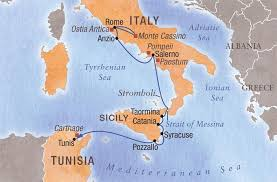 ITALY
Adriatic
Sea
Rome
Ostia Antica
Monte Cassino
Anzio
Pompeii
Salerno
Paestum
ALBANIA
Tyrrhenian
Sea
Ionian
Sea
GREECE
Stromboli
Taormina
SICILY
Catania
Strait of Messina
Carthage
Syracuse
Tunis
Pozzallo
TUNISIA
Mediterranean Sea